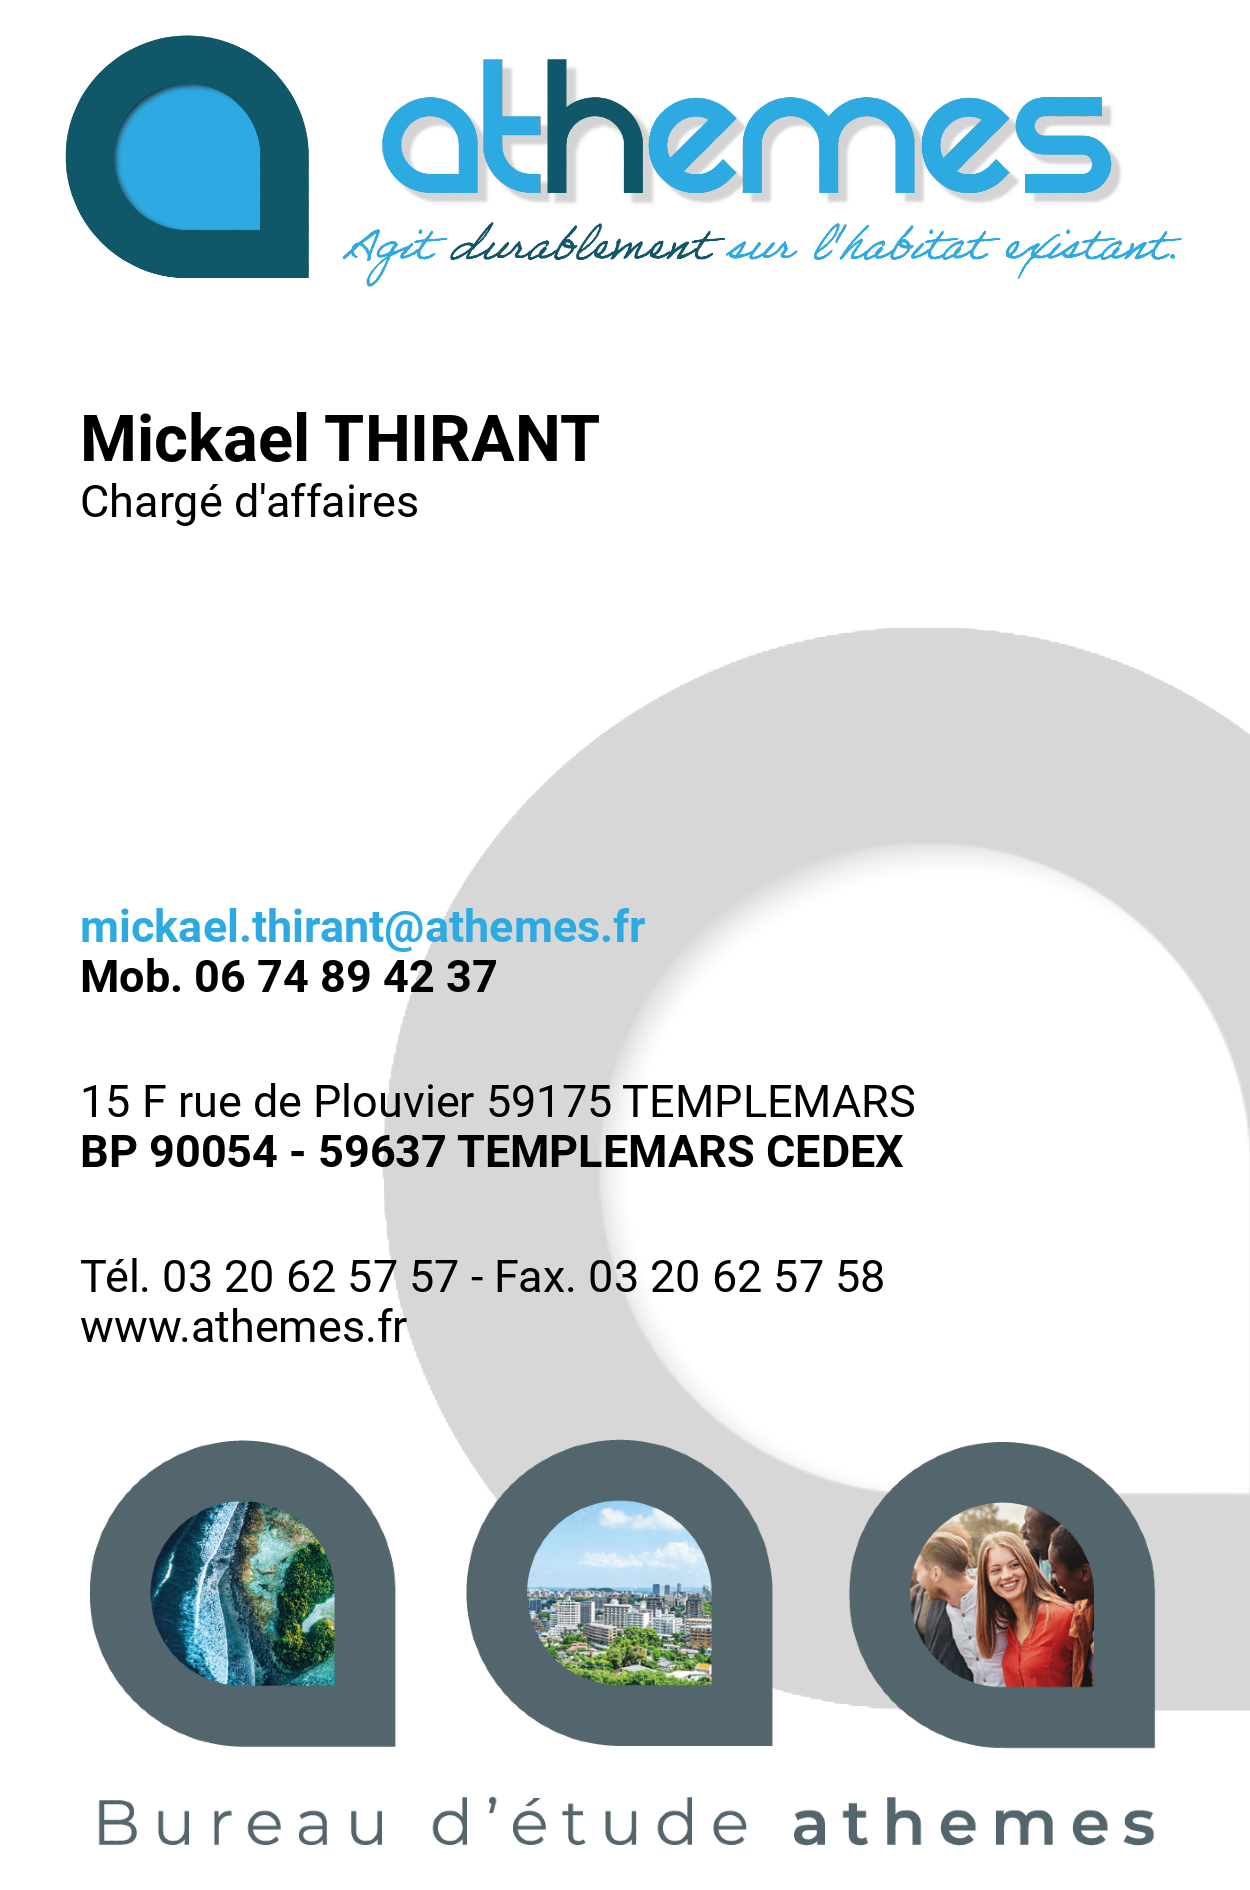 athemes
Agit durablement sur l'habitat existant.
Mickael THIRANT
Chargé d'affaires
mickael.thirant@athemes.fr
Mob. 06 74 89 42 37
15 F rue de Plouvier 59175 TEMPLEMARS
BP 90054 - 59637 TEMPLEMARS CEDEX
Tél. 03 20 62 57 57 - Fax. 03 20 62 57 58
www.athemes.fr
Bureau d’étude athemes